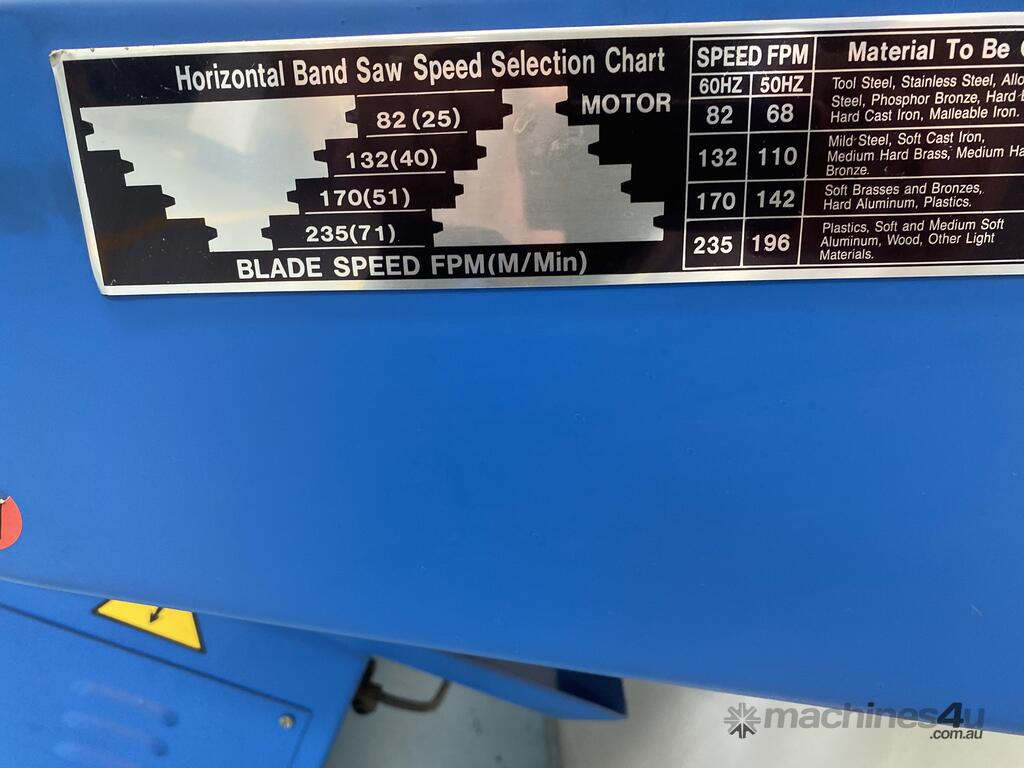 Horizontal Band Saw Speed Selection Chart
MOTOR
82 (25)
132(40)
170(51)
235(71)
BLADE SPEED FPM(M/Min)
SPEED FPM Material To Be
60HZ 50HZ
82 68 Tool Steel, Stainless Steel,
Steel, Phosphor Bronze, Hard
Hard Cast Iron, Malleable Iron.
132 110 Mild Steel, Soft Cast Iron,
Medium Hard Brass, Medium
Bronze.
170 142 Soft Brasses and Bronzes,
Hard Aluminum, Plastics.
235 196 Plastics, Soft and Medium Soft
Aluminum, Wood, Other Light
Materials.
machines4u
.com.au